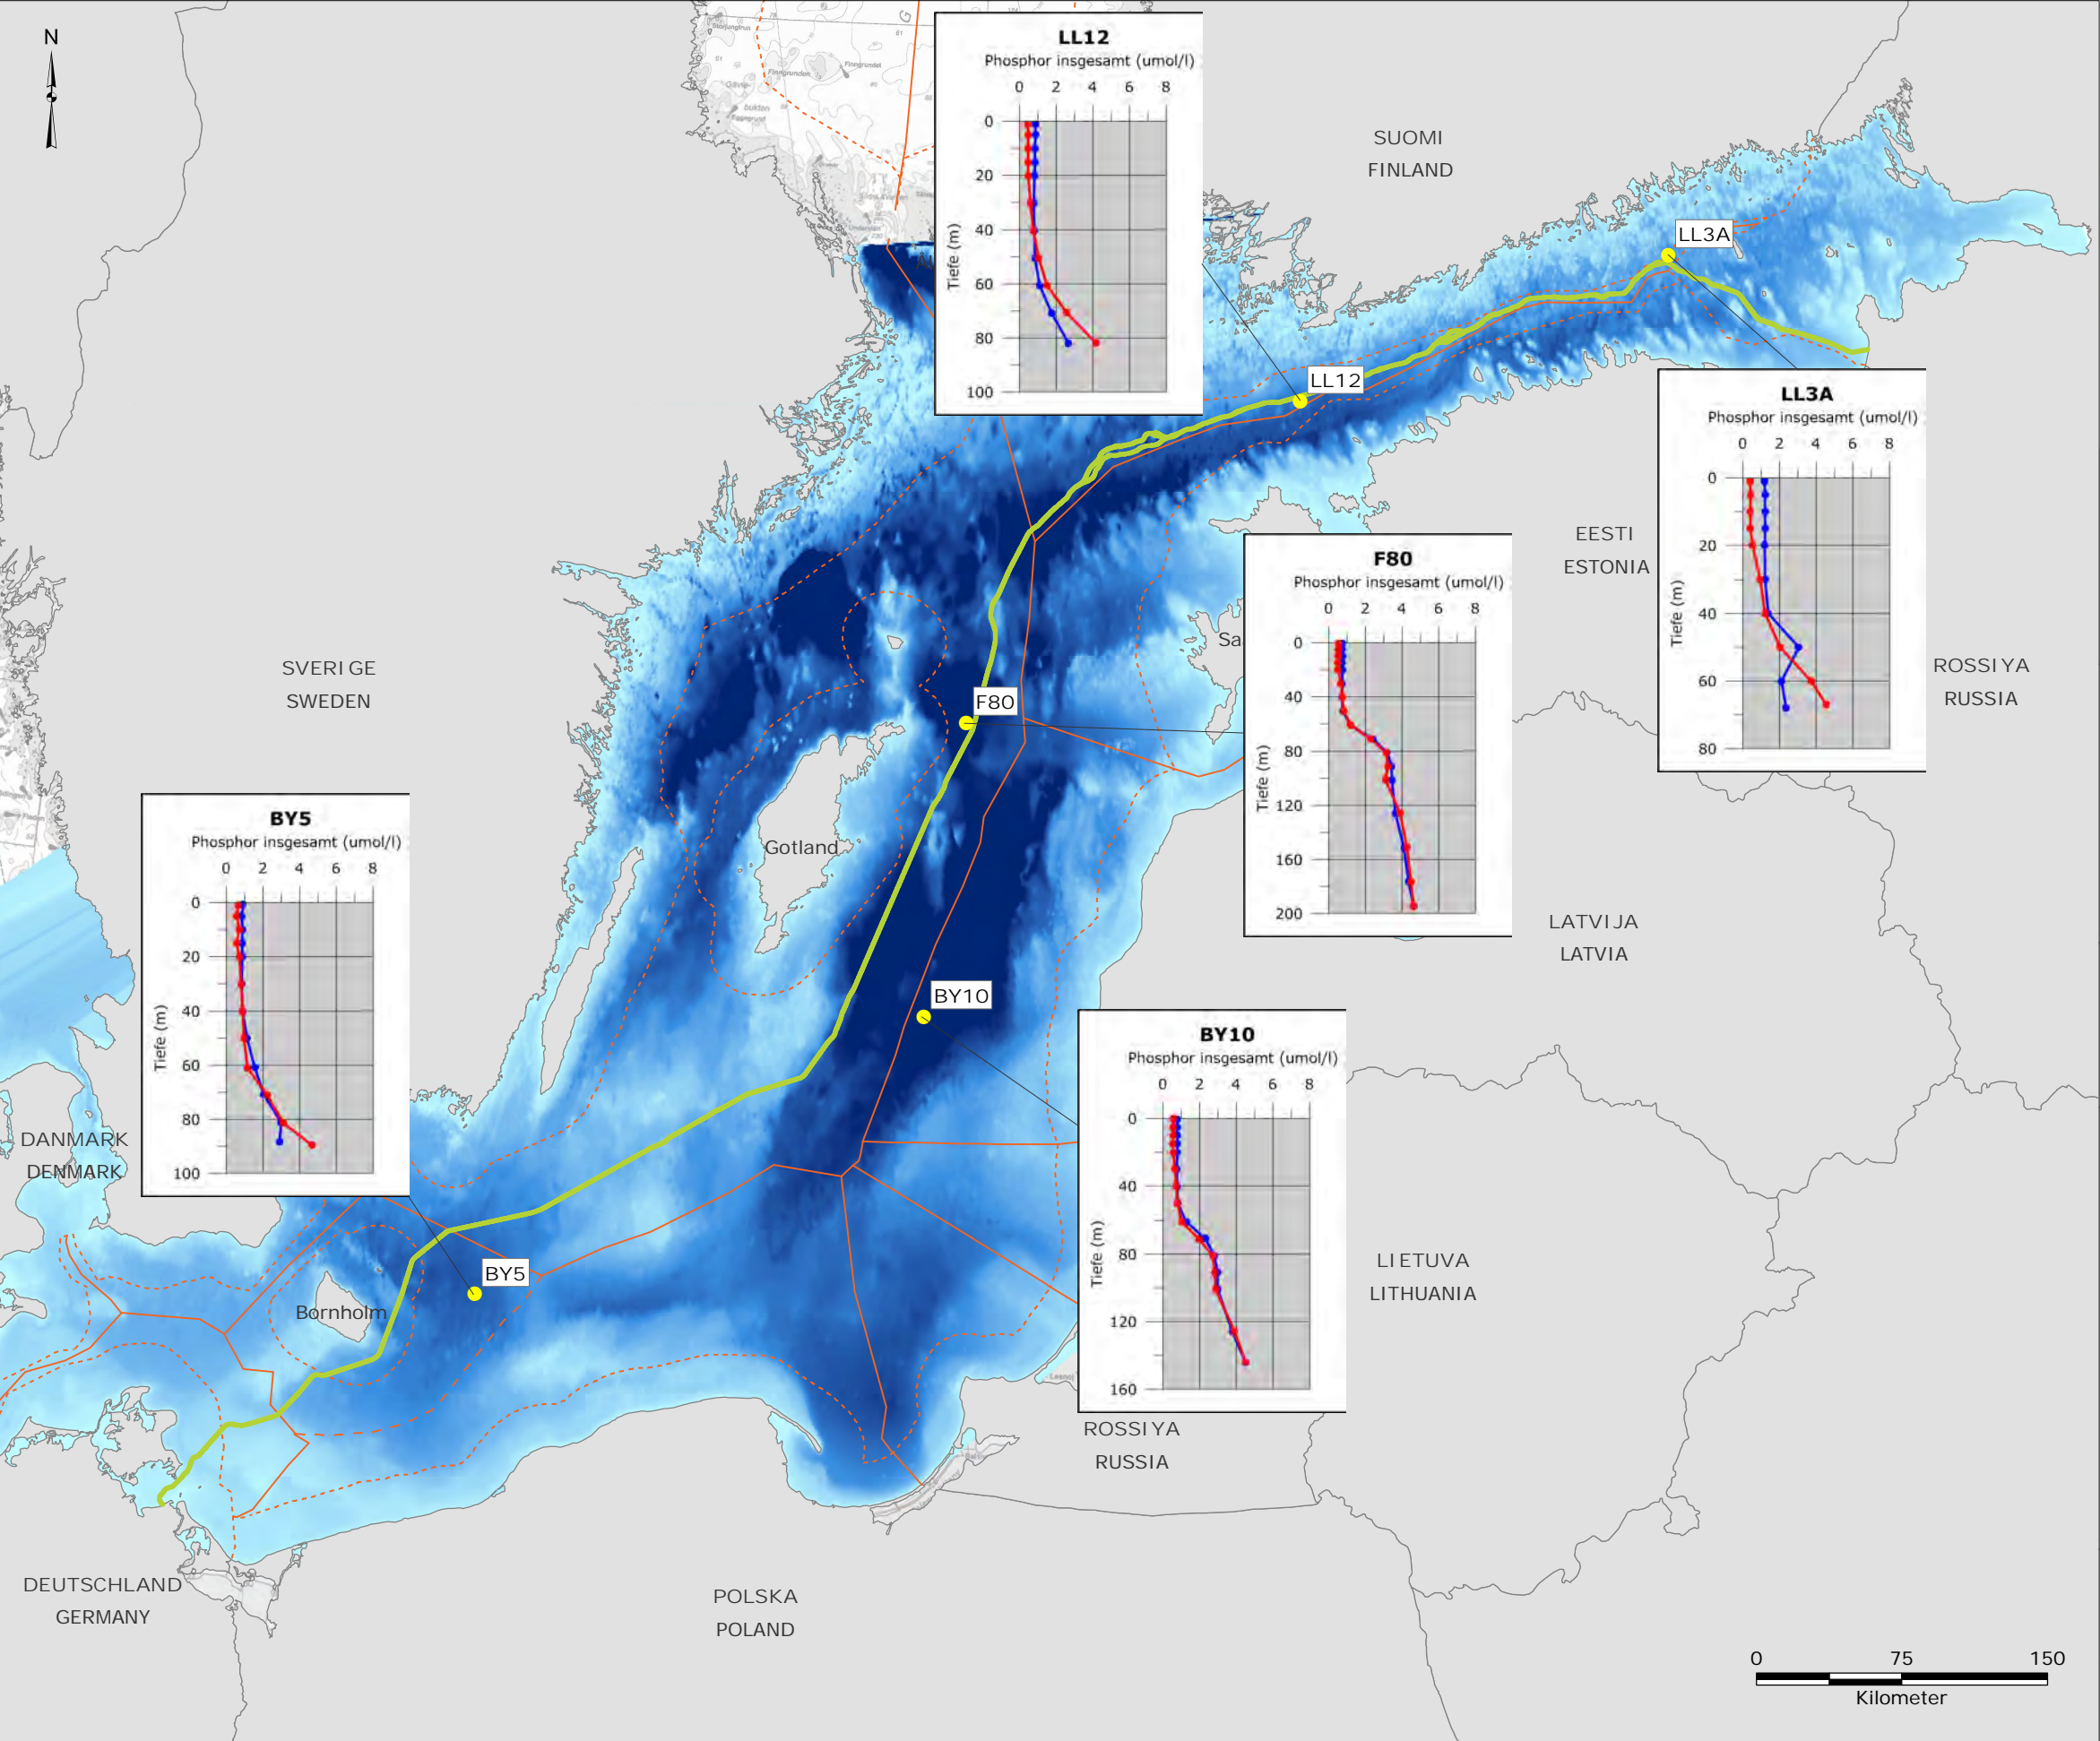 N
LL12
Phosphor insgesamt (umol/l)
0 2 4 6 8
0
20
40
60
80
100
Tiefe (m)
SUOMI
FINLAND
LL3A
LL12
LL3A
Phosphor insgesamt (umol/l)
0 2 4 6 8
0
20
40
60
80
Tiefe (m)
EESTI
ESTONIA
F80
Phosphor insgesamt (umol/l)
0 2 4 6 8
0
40
80
120
160
200
Tiefe (m)
Sa
ROSSIYA
RUSSIA
SVERIGE
SWEDEN
F80
BY5
Phosphor insgesamt (umol/l)
0 2 4 6 8
0
20
40
60
80
100
Tiefe (m)
Gotland
LATVIJA
LATVIA
BY10
BY10
Phosphor insgesamt (umol/l)
0 2 4 6 8
0
40
80
120
160
Tiefe (m)
DANMARK
DENMARK
BY5
Bornholm
LIETUVA
LITHUANIA
ROSSIYA
RUSSIA
DEUTSCHLAND
GERMANY
POLSKA
POLAND
0 75 150
Kilometer